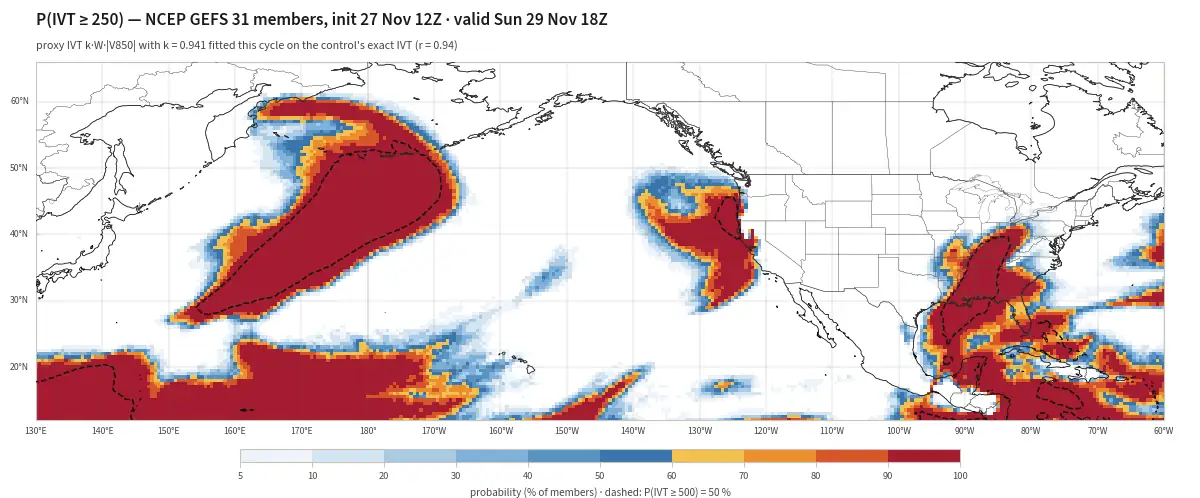 P(IVT ≥ 250) — NCEP GEFS 31 members, init 27 Nov 12Z · valid Sun 29 Nov 18Z
proxy IVT k·W·|V850| with k = 0.941 fitted this cycle on the control's exact IVT (r = 0.94)
60°N
50°N
40°N
30°N
20°N
130°E 140°E 150°E 160°E 170°E 180° 170°W 160°W 150°W 140°W 130°W 120°W 110°W 100°W 90°W 80°W 70°W 60°W
5 10 20 30 40 50 60 70 80 90 100
probability (% of members) · dashed: P(IVT ≥ 500) = 50 %